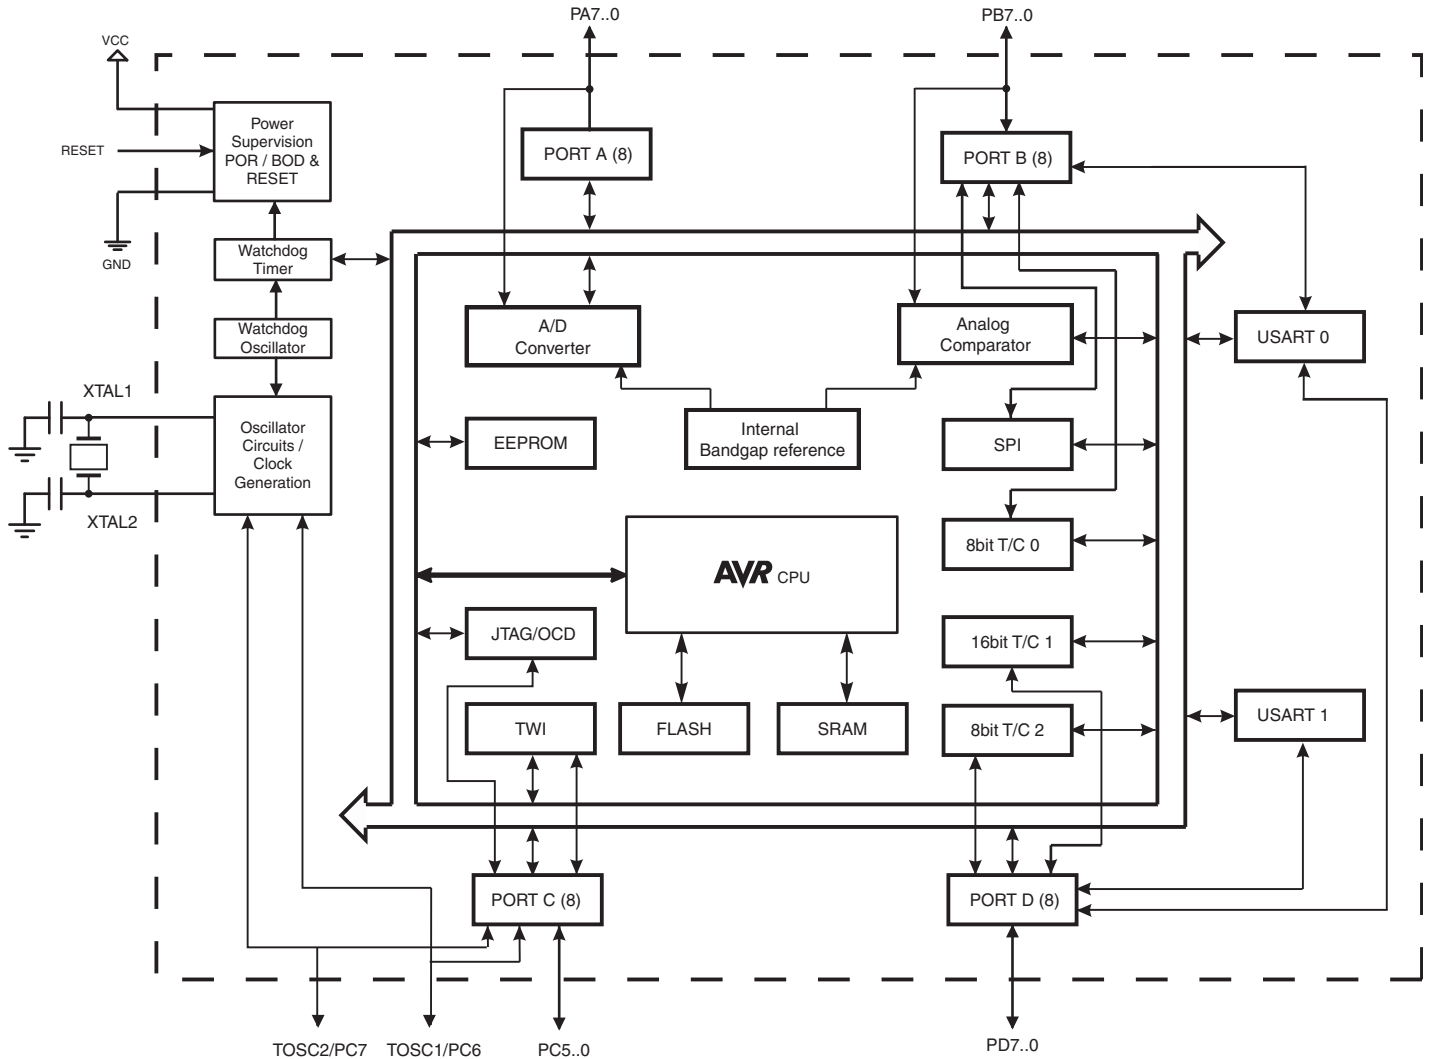 PA7..0
PB7..0
VCC
Power
Supervision
POR / BOD &
RESET
RESET
GND
PORT A (8)
PORT B (8)
Watchdog
Timer
Watchdog
Oscillator
XTAL1
XTAL2
Oscillator
Circuits /
Clock
Generation
A/D
Converter
Analog
Comparator
USART 0
Internal
Bandgap reference
EEPROM
SPI
8bit T/C 0
AVR CPU
JTAG/OCD
16bit T/C 1
TWI
FLASH
SRAM
8bit T/C 2
USART 1
PORT C (8)
PORT D (8)
TOSC2/PC7
TOSC1/PC6
PC5..0
PD7..0